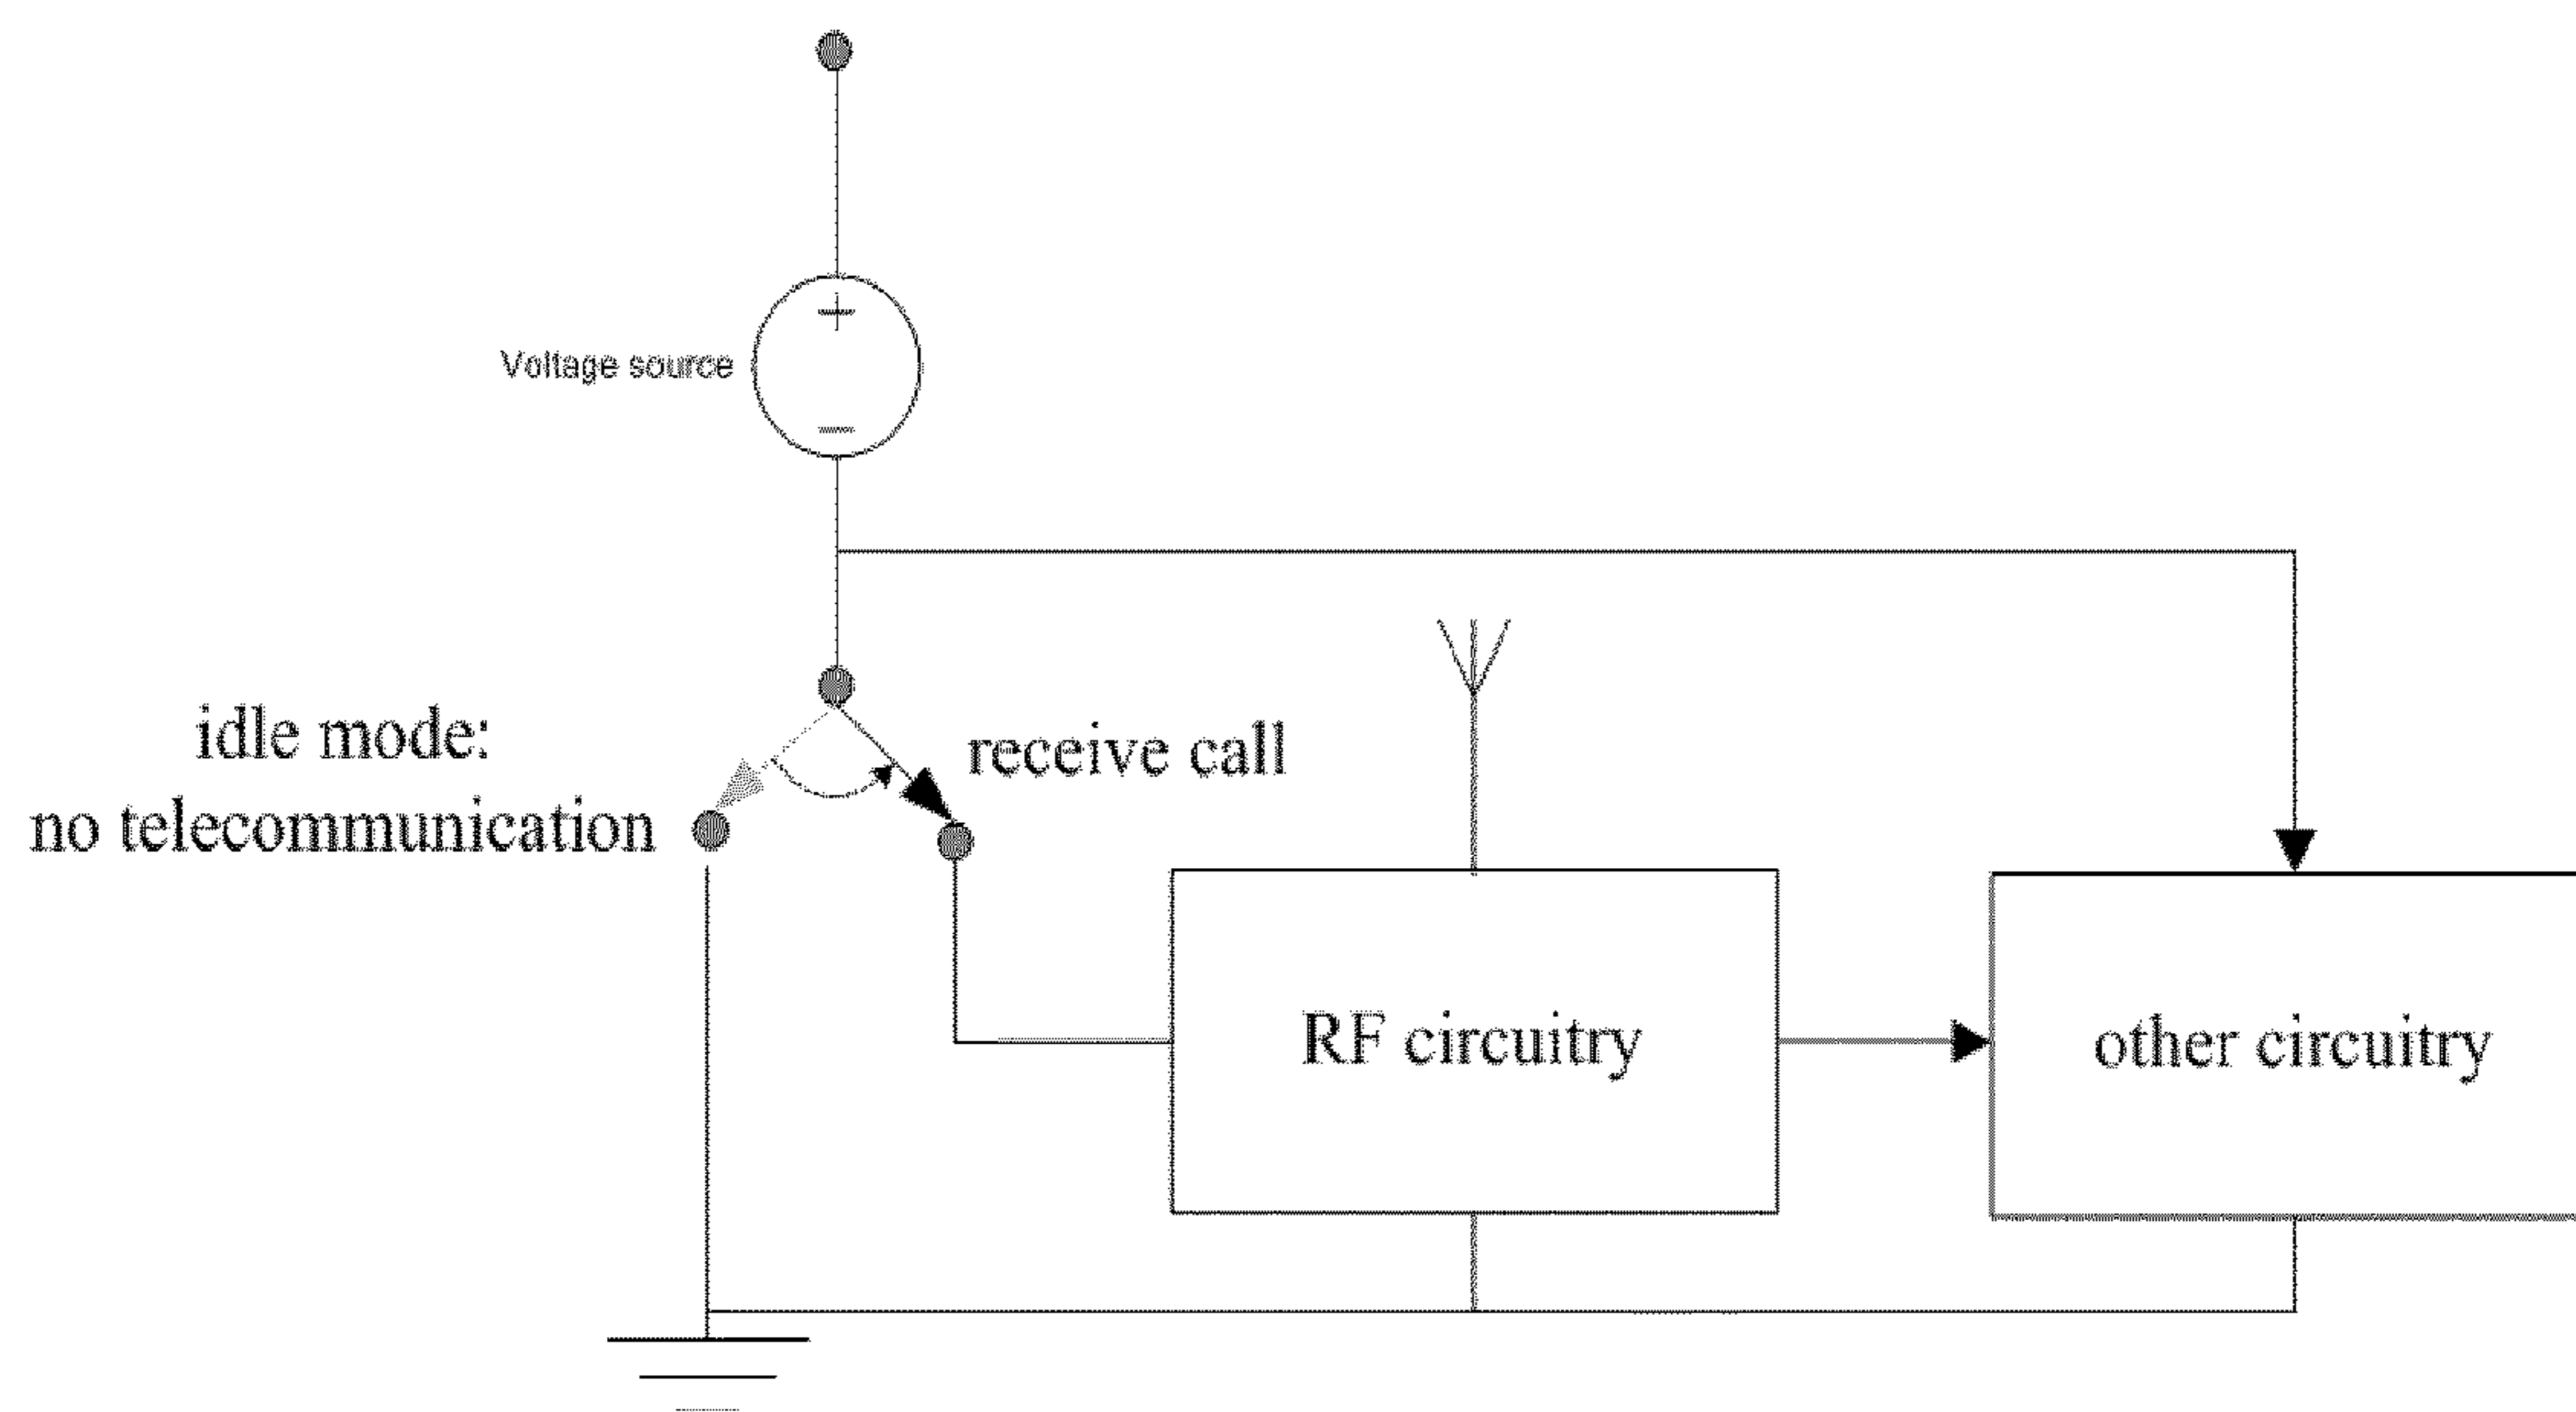 Voltage source
idle mode:
no telecommunication
receive call
RF circuitry
other circuitry